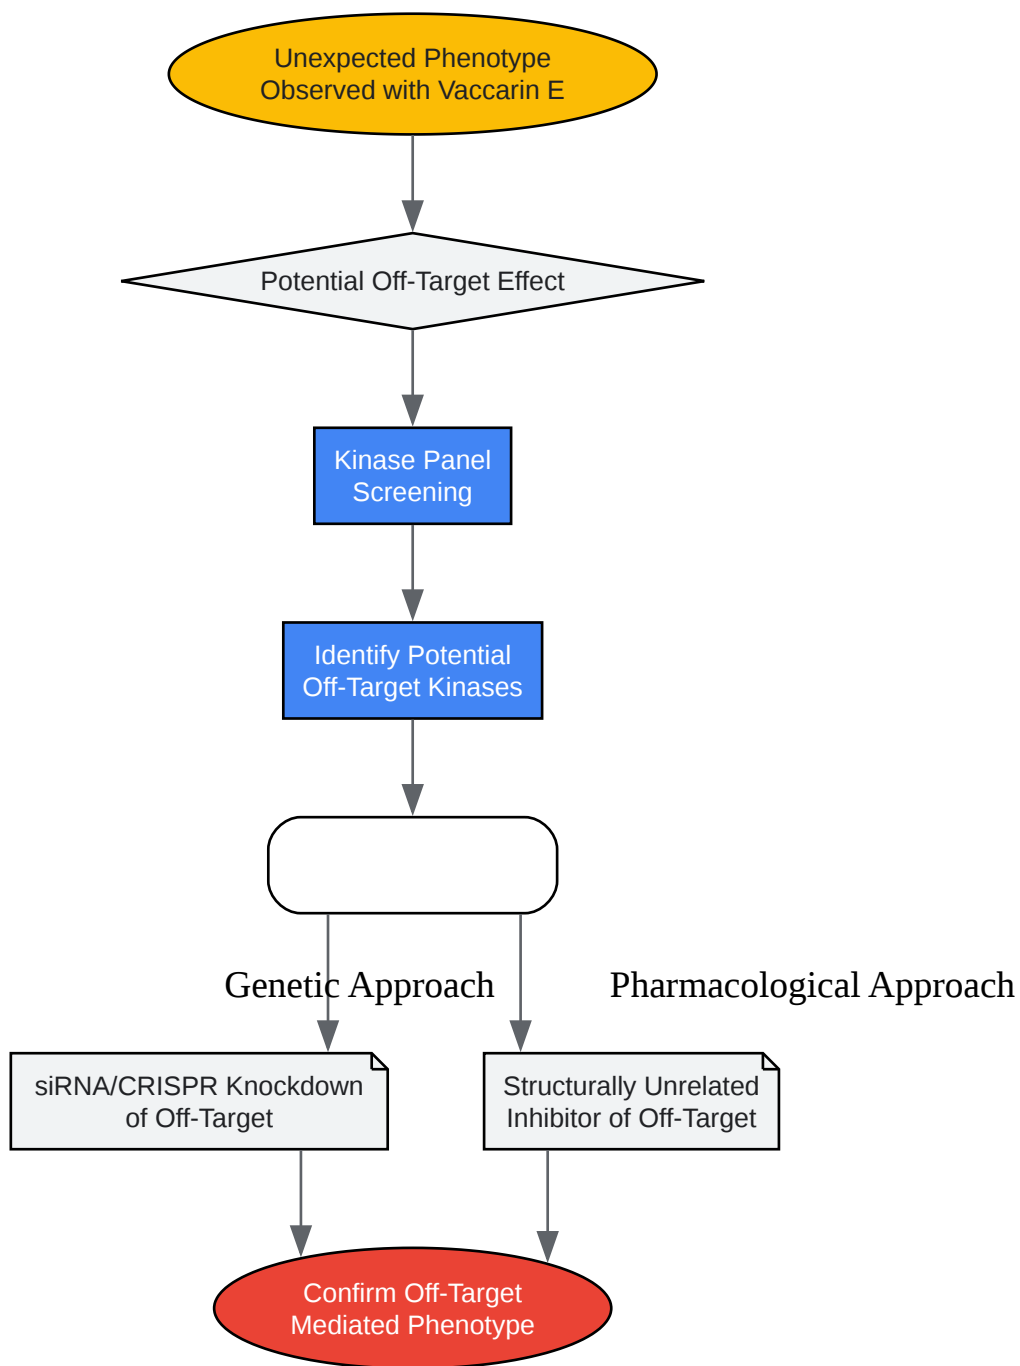 Unexpected Phenotype
Observed with Vaccarin E
Potential Off-Target Effect
Kinase Panel
Screening
Identify Potential
Off-Target Kinases
Genetic Approach
Pharmacological Approach
siRNA/CRISPR Knockdown
of Off-Target
Structurally Unrelated
Inhibitor of Off-Target
Confirm Off-Target
Mediated Phenotype